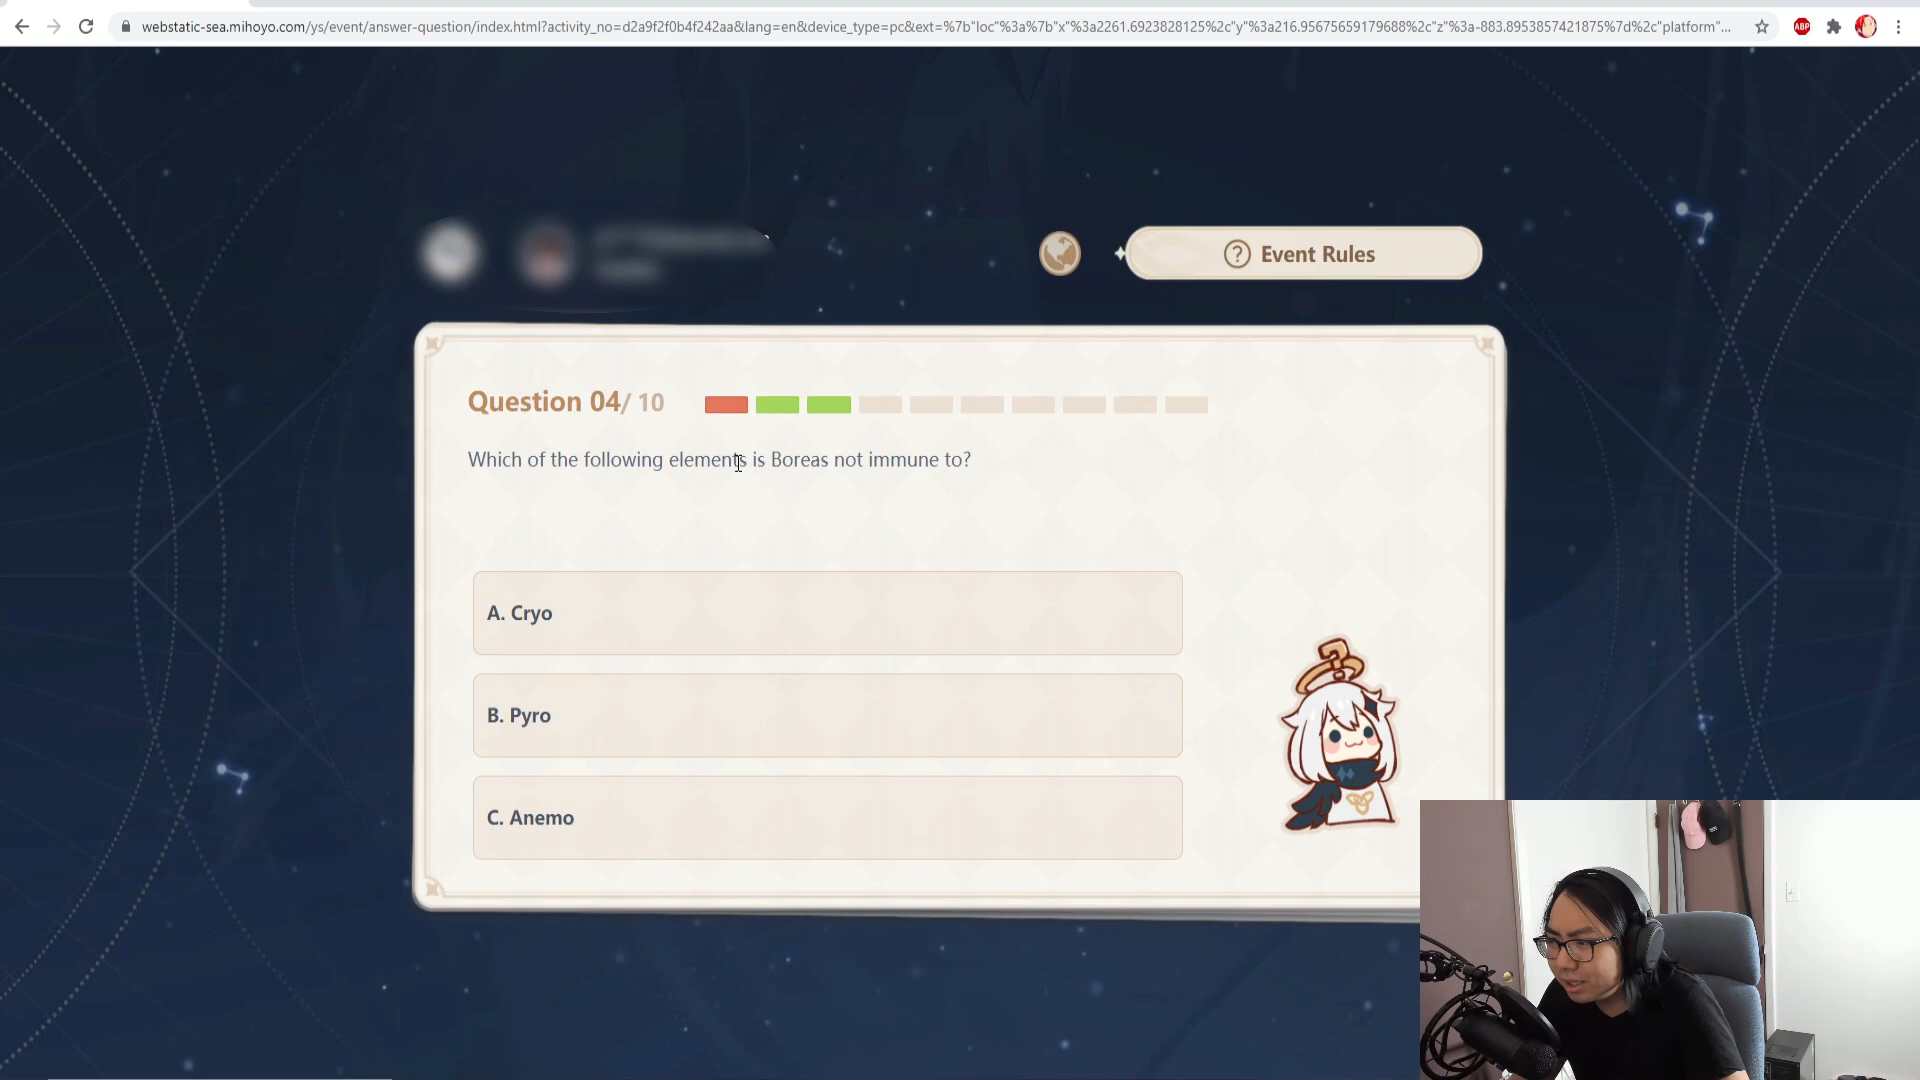 webstatic-sea.mihoyo.com/ys/event/answer-question/index.html?activity_no=d2a9f2f0b4f242aa&lang=en&device_type=pc&ext=%7b"loc"%3a%7b"x"%3a2261.6923828125%2c"y"%3a216.95675659179688%2c"z"%3a-883.8953857421875%7d%2c"platform"...
ABP
? Event Rules
Question 04/ 10
Which of the following elements is Boreas not immune to?
A. Cryo
B. Pyro
C. Anemo